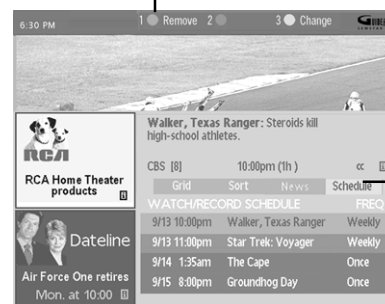 6:30 PM
1 Remove 2 3 Change
Walker, Texas Ranger: Steroids kill
high-school athletes.
CBS [8] 10:00pm (1h ) cc
Grid Sort News Schedule
WATCH/RECORD SCHEDULE FREQ
9/13 10:00pm Walker, Texas Ranger Weekly
9/13 11:00pm Star Trek: Voyager Weekly
9/14 1:35am The Cape Once
9/15 8:00pm Groundhog Day Once
RCA
RCA Home Theater
products
Dateline
Air Force One retires
Mon. at 10:00